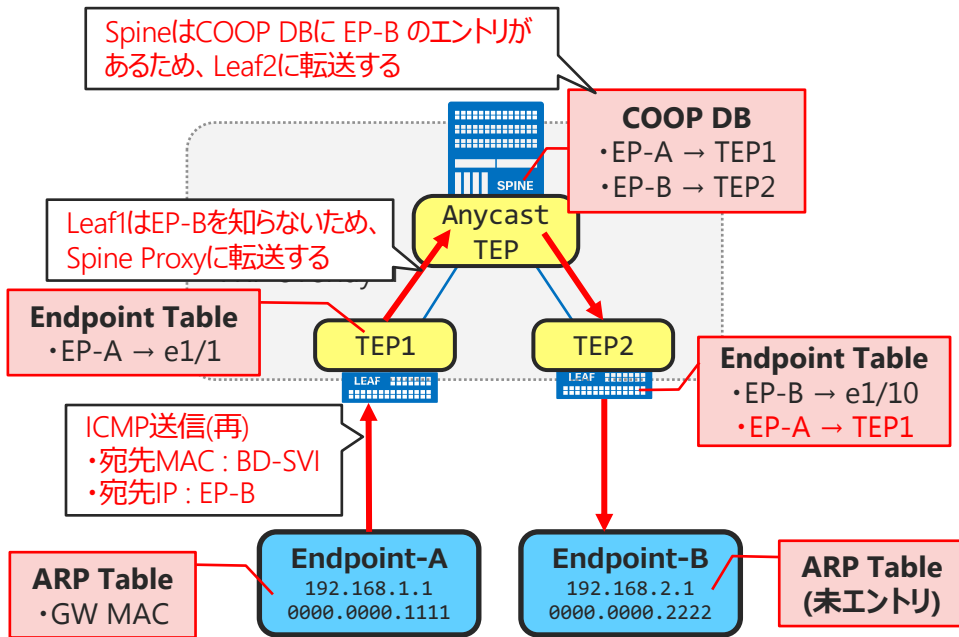 SpineはCOOP DBに EP-B のエントリが
あるため、Leaf2に転送する
COOP DB
・EP-A → TEP1
・EP-B → TEP2
SPINE
Anycast
TEP
Leaf1はEP-Bを知らないため、
Spine Proxyに転送する
Endpoint Table
・EP-A → e1/1
TEP1
TEP2
LEAF
LEAF
Endpoint Table
・EP-B → e1/10
・EP-A → TEP1
ICMP送信(再)
・宛先MAC : BD-SVI
・宛先IP : EP-B
ARP Table
・GW MAC
Endpoint-A
192.168.1.1
0000.0000.1111
Endpoint-B
192.168.2.1
0000.0000.2222
ARP Table
(未エントリ)